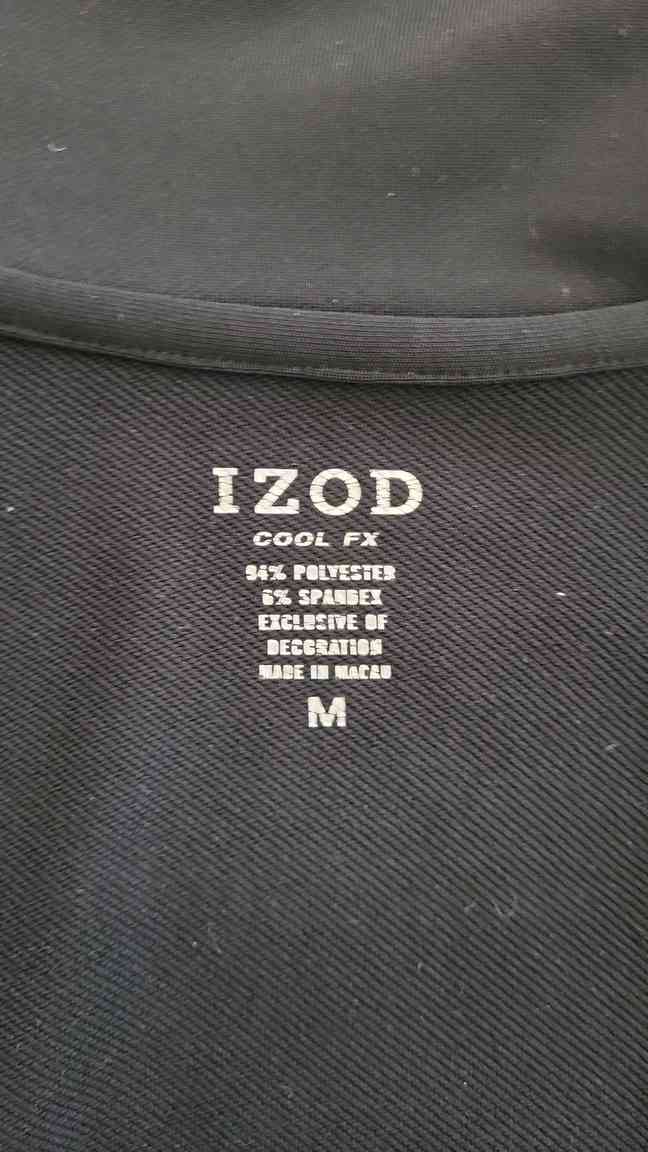 IZOD
COOL FX
94% POLYESTER
6% SPANDEX
EXCLUSIVE OF
DECORATION
MADE IN MACAU
M